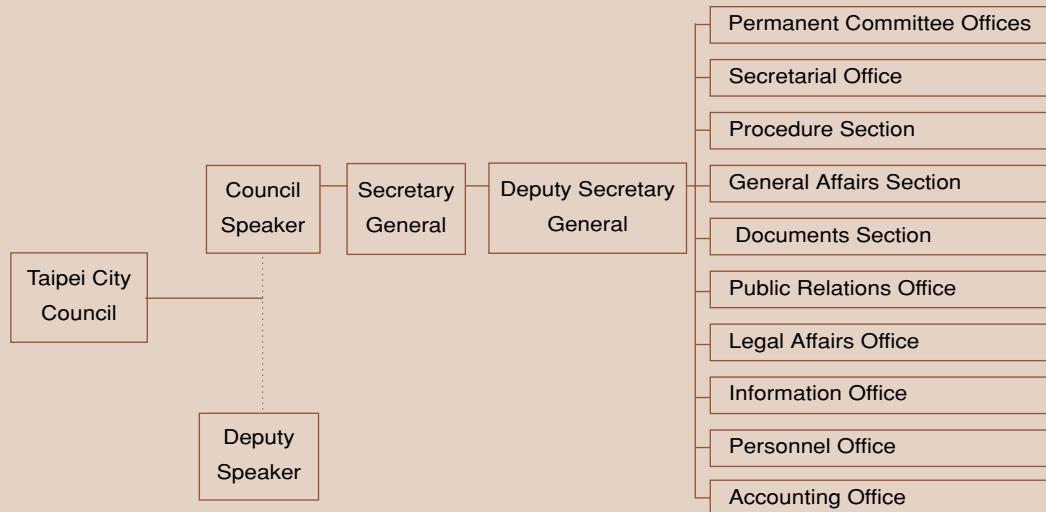 Taipei City
Council
Council
Speaker
Deputy
Speaker
Secretary
General
Deputy Secretary
General
Permanent Committee Offices
Secretarial Office
Procedure Section
General Affairs Section
Documents Section
Public Relations Office
Legal Affairs Office
Information Office
Personnel Office
Accounting Office